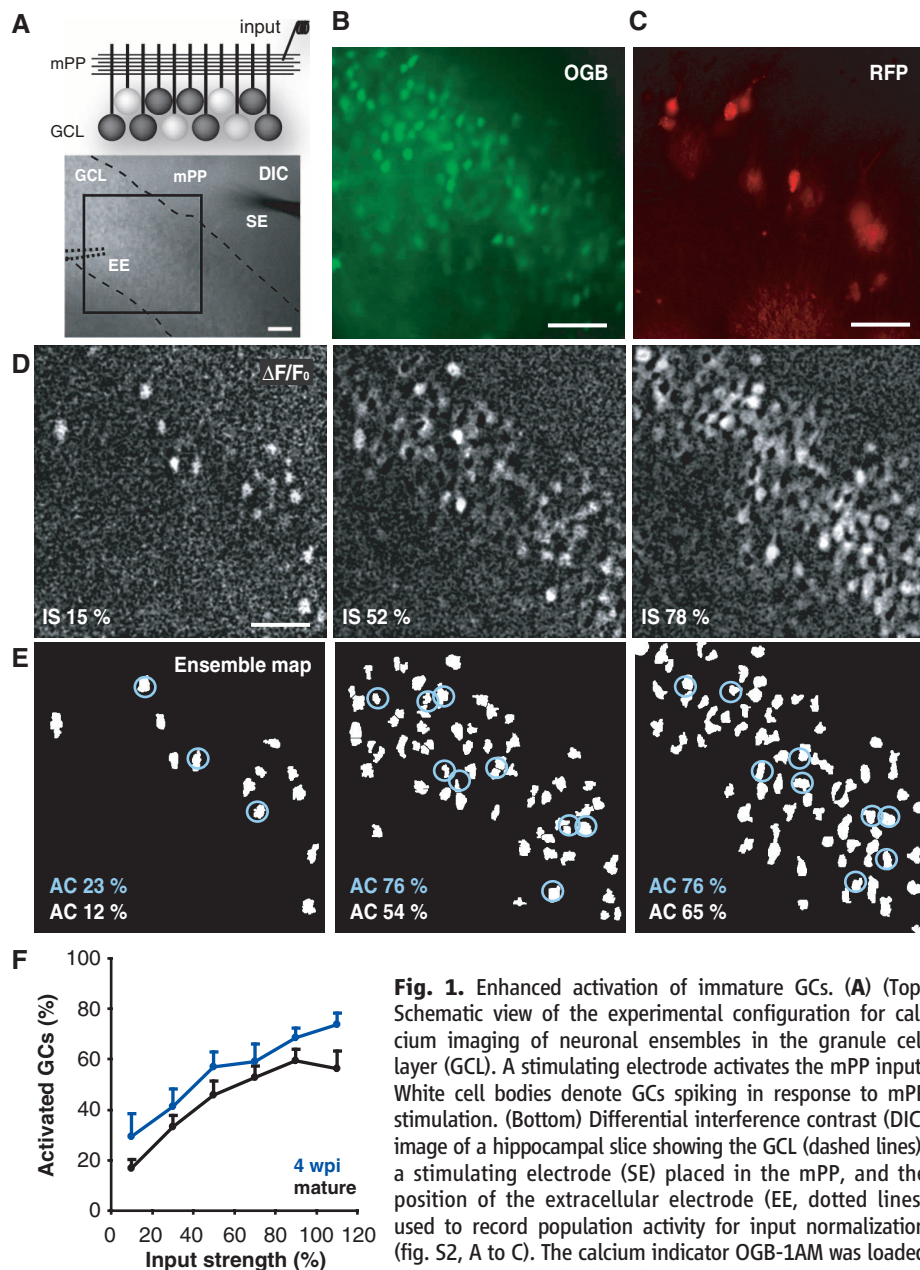 A
input
mPP
GCL
GCL
mPP
DIC
SE
EE
B
OGB
C
RFP
D
ΔF/F0
IS 15 %
IS 52 %
IS 78 %
E
Ensemble map
AC 23 %
AC 12 %
AC 76 %
AC 54 %
AC 76 %
AC 65 %
F
Activated GCs (%)
120
100
80
60
40
20
0
4 wpi
mature
0 20 40 60 80 100 120
Input strength (%)
Fig. 1. Enhanced activation of immature GCs. (A) (Top
Schematic view of the experimental configuration for cal
cium imaging of neuronal ensembles in the granule cel
layer (GCL). A stimulating electrode activates the mPP input
White cell bodies denote GCs spiking in response to mPI
stimulation. (Bottom) Differential interference contrast (DIC
image of a hippocampal slice showing the GCL (dashed lines)
a stimulating electrode (SE) placed in the mPP, and the
position of the extracellular electrode (EE, dotted lines
used to record population activity for input normalization
(fig. S2, A to C). The calcium indicator OGB-1AM was loaded